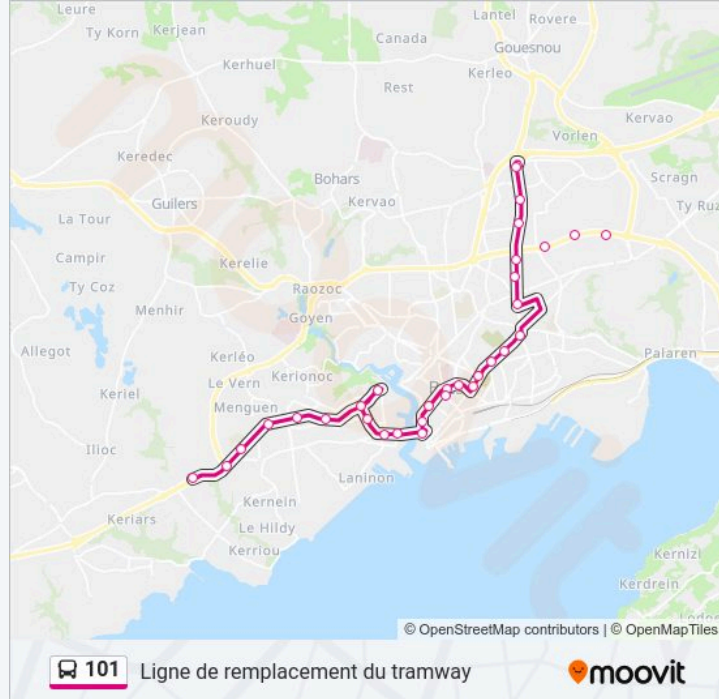 Leure
Lantel Rovere
Ty Korn Kerjean
Canada
Gouesnou
Kerhuel
Kerleo
Rest
Keroudy
Kervao
Vorlen
Keredec
Bohars
Scragn
Guilers
Kervao
Ty Ruz
La Tour
Campir
Kerelie
Ty Coz
Raozoc
Menhir
Goyen
Allegot
Kerléo
Palaren
Le Vern
Kerionoc
Keriel
Menguen
Illioc
Laninon
Kernein
Keriars
Le Hildy
Kerriou
Kernizl
Kerdrein
© OpenStreetMap contributors | © OpenMapTiles
101 Ligne de remplacement du tramway
moovit